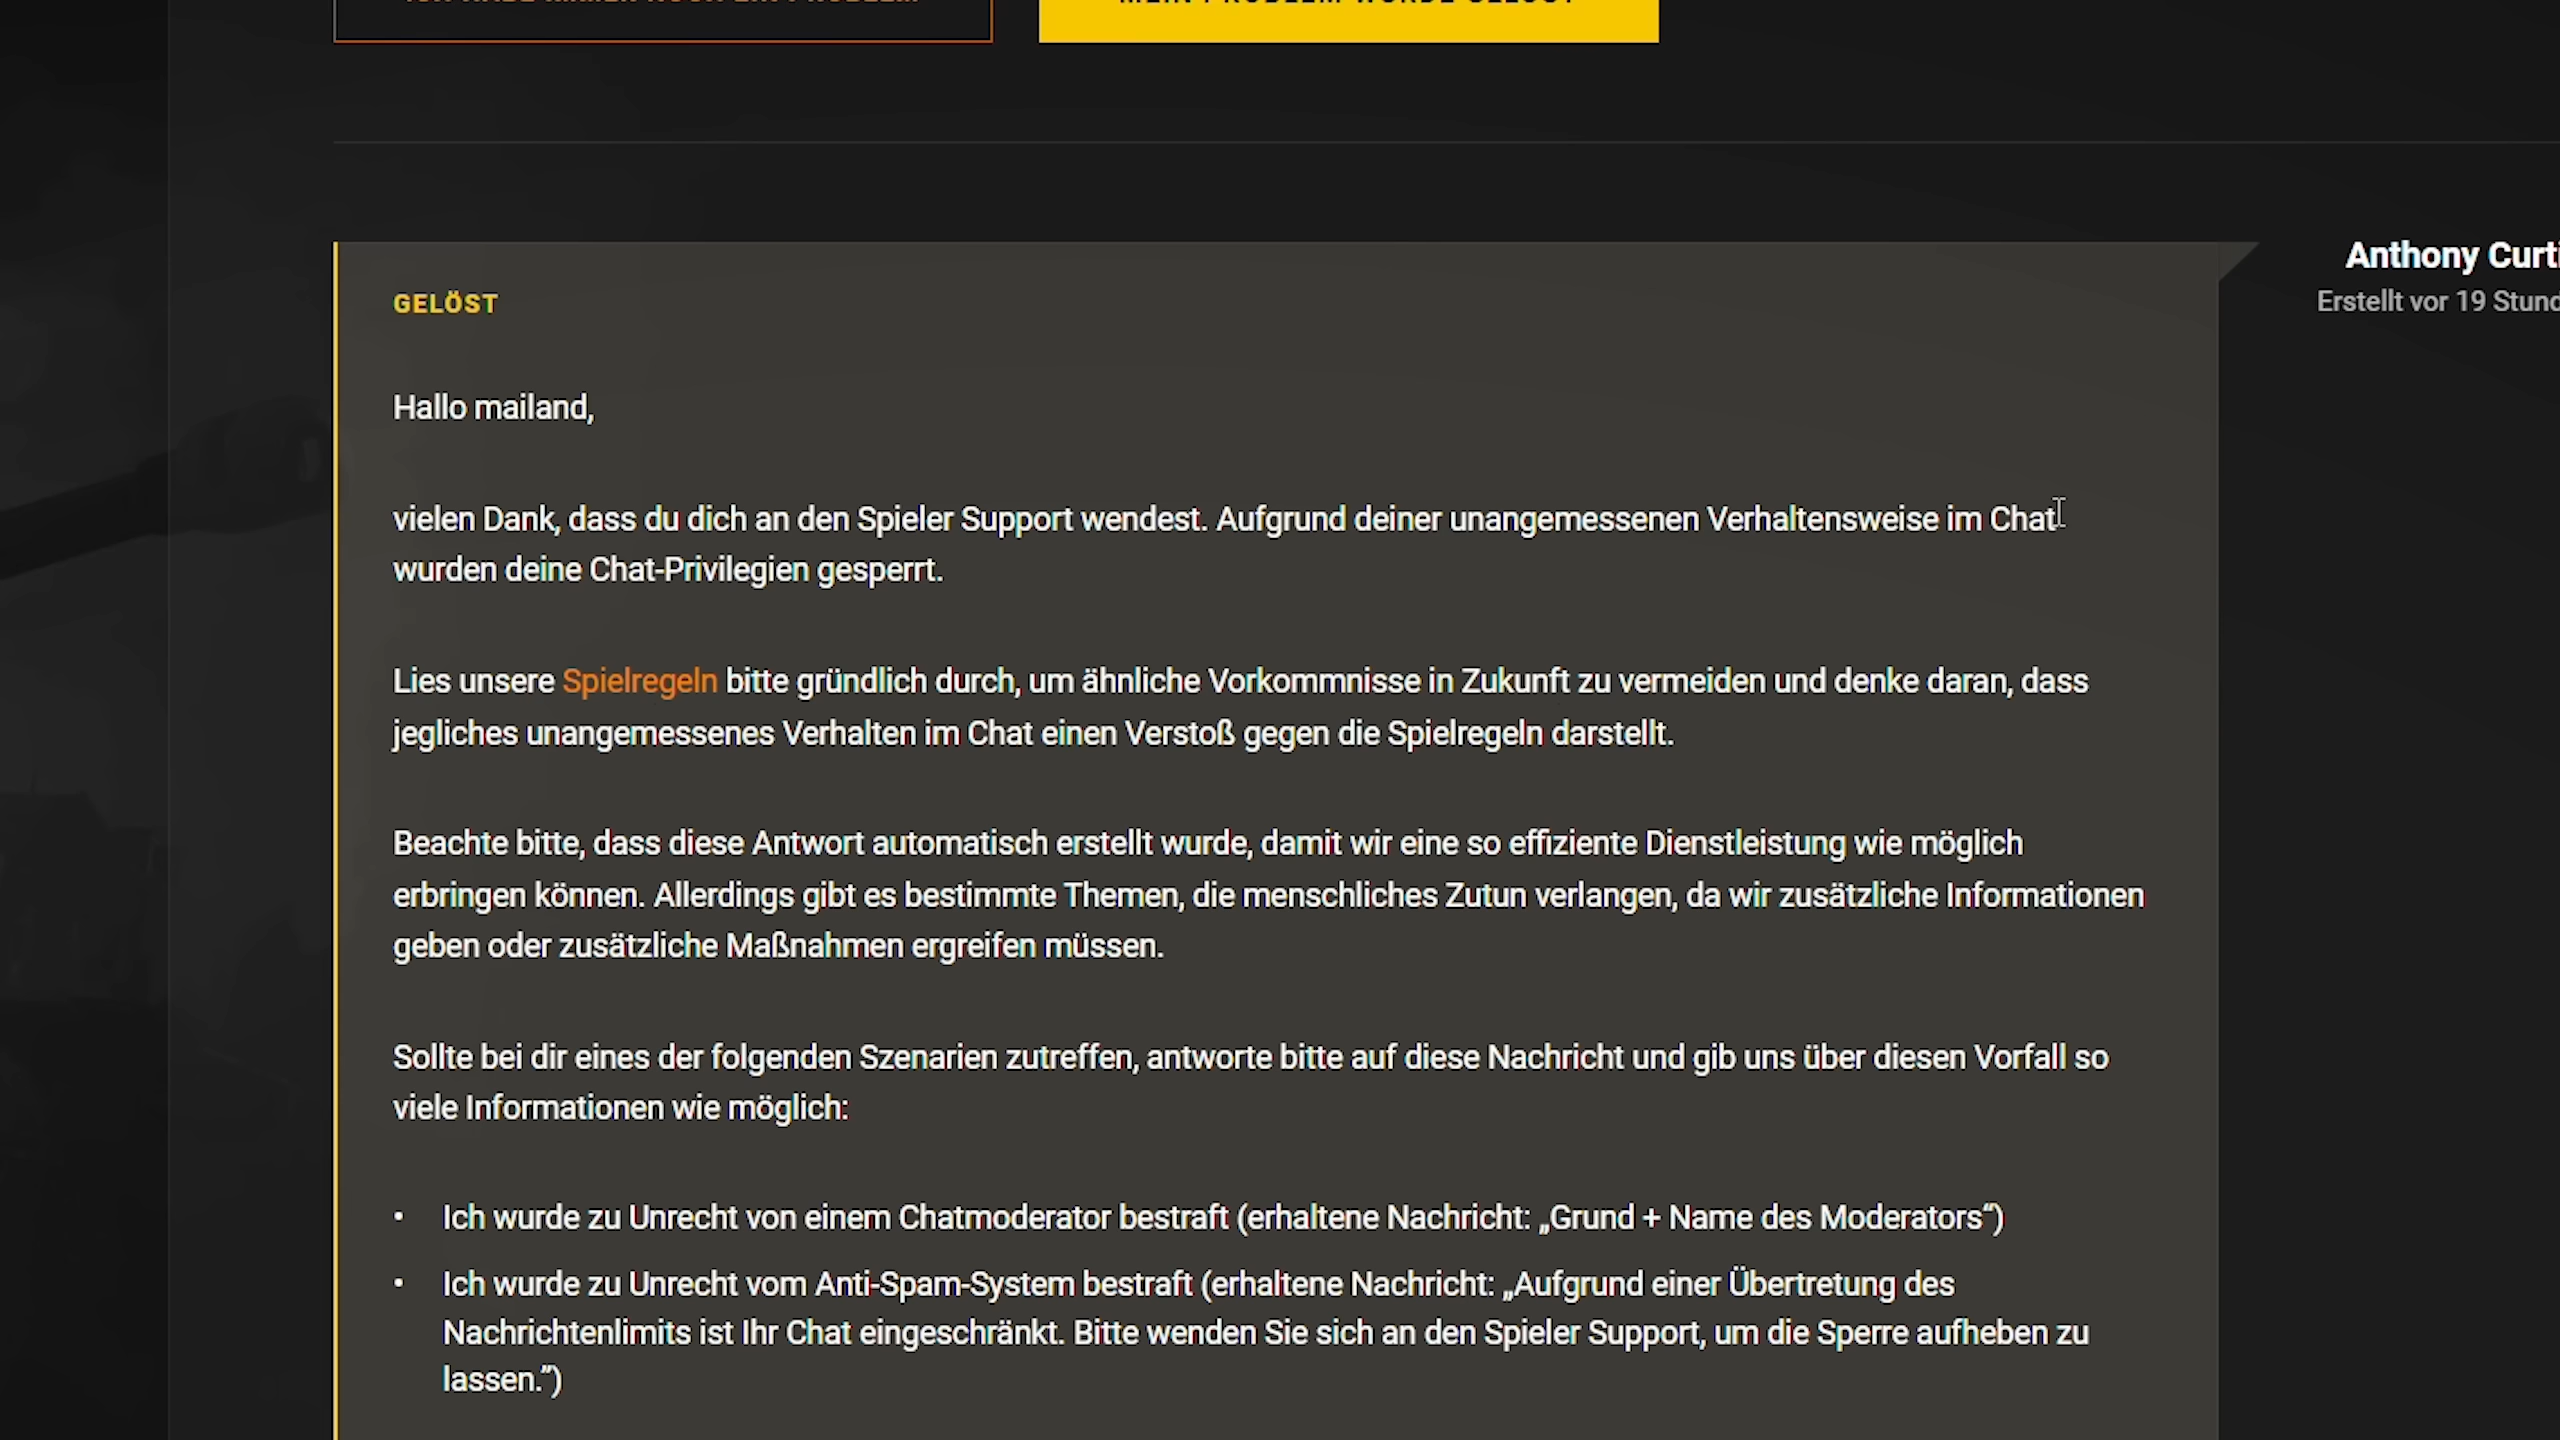 GELÖST
Anthony
Erstellt vor 19
Hallo mailand,
vielen Dank, dass du dich an den Spieler Support wendest. Aufgrund deiner unangemessenen Verhaltensweise im Chat
wurden deine Chat-Privilegien gesperrt.
Lies unsere Spielregeln bitte gründlich durch, um ähnliche Vorkommnisse in Zukunft zu vermeiden und denke daran, dass
jegliches unangemessenes Verhalten im Chat einen Verstoß gegen die Spielregeln darstellt.
Beachte bitte, dass diese Antwort automatisch erstellt wurde, damit wir eine so effiziente Dienstleistung wie möglich
erbringen können. Allerdings gibt es bestimmte Themen, die menschliches Zutun verlangen, da wir zusätzliche Informationen
geben oder zusätzliche Maßnahmen ergreifen müssen.
Sollte bei dir eines der folgenden Szenarien zutreffen, antworte bitte auf diese Nachricht und gib uns über diesen Vorfall so
viele Informationen wie möglich:
• Ich wurde zu Unrecht von einem Chatmoderator bestraft (erhaltene Nachricht: „Grund + Name des Moderators“)
• Ich wurde zu Unrecht vom Anti-Spam-System bestraft (erhaltene Nachricht: „Aufgrund einer Übertretung des
Nachrichtenlimits ist Ihr Chat eingeschränkt. Bitte wenden Sie sich an den Spieler Support, um die Sperre aufheben zu
lassen.”)